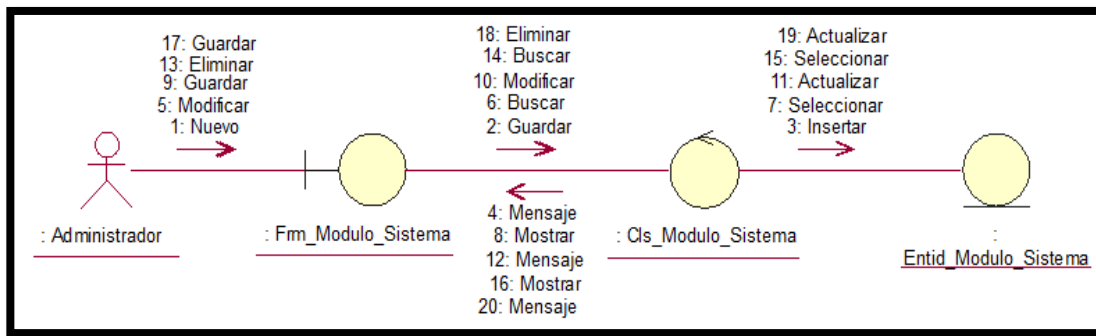 17: Guardar
13: Eliminar
9: Guardar
5: Modificar
1: Nuevo
18: Eliminar
14: Buscar
10: Modificar
6: Buscar
2: Guardar
19: Actualizar
15: Seleccionar
11: Actualizar
7: Seleccionar
3: Insertar
4: Mensaje
8: Mostrar
12: Mensaje
16: Mostrar
20: Mensaje
: Administrador
: Frm_Modulo_Sistema
: Cls_Modulo_Sistema
:
Entid_Modulo_Sistema